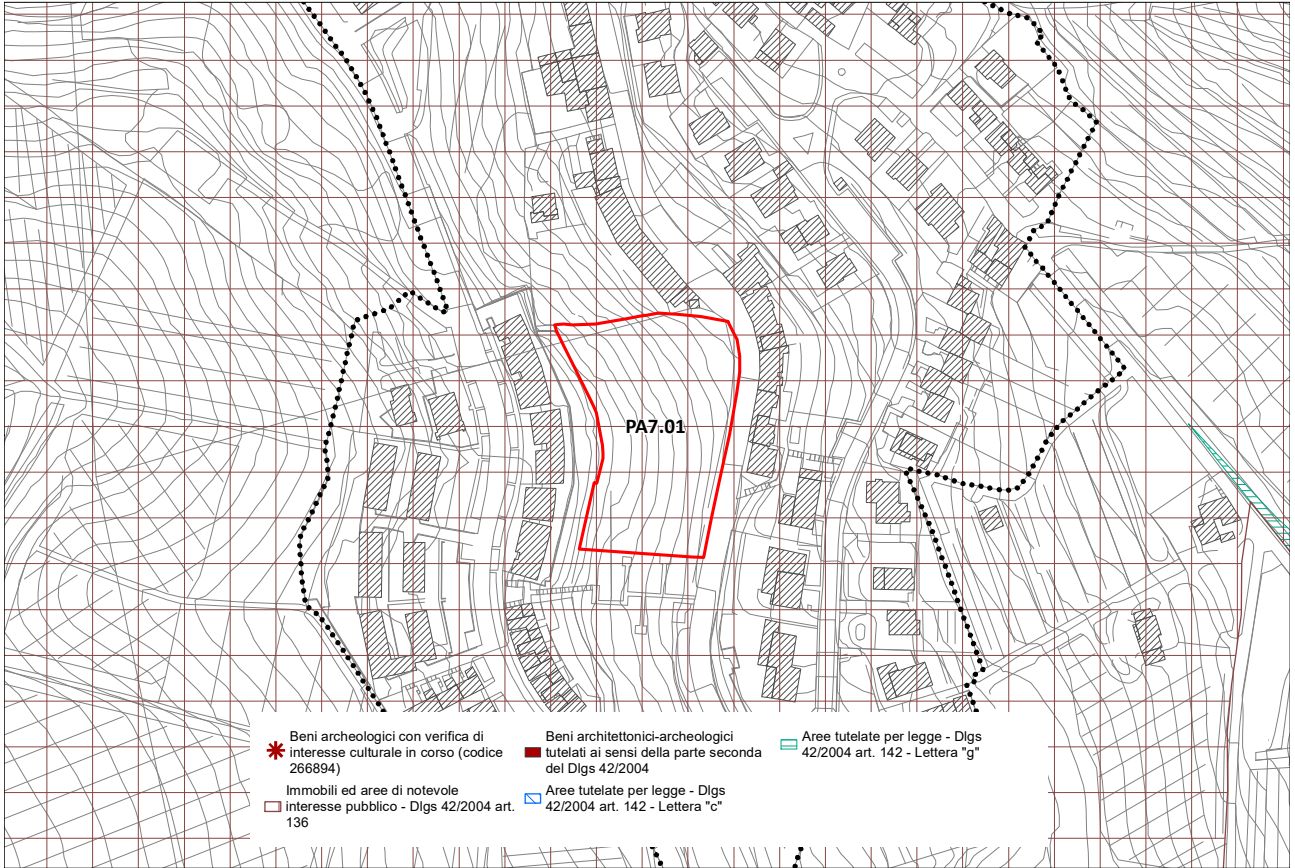 PA7.01
Beni archeologici con verifica di
interesse culturale in corso (codice
266894)
Immobili ed aree di notevole
interesse pubblico - Dlgs 42/2004 art.
136
Beni architettonici-archeologici
tutelati ai sensi della parte seconda
del Dlgs 42/2004
Aree tutelate per legge - Dlgs
42/2004 art. 142 - Lettera "c"
Aree tutelate per legge - Dlgs
42/2004 art. 142 - Lettera "g"